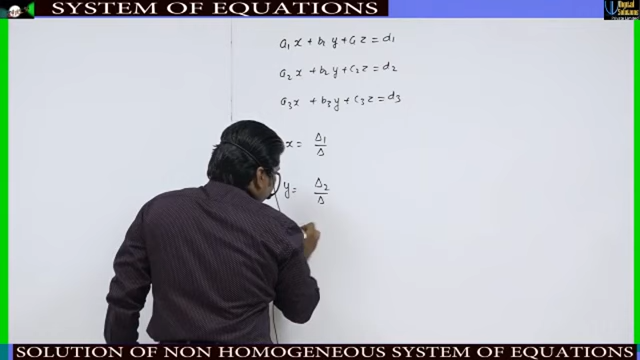 SYSTEM OF EQUATIONS
a₁x + b₁y + c₁z = d₁
a₂x + b₂y + c₂z = d₂
a₃x + b₃y + c₃z = d₃
x = Δ₁/Δ
y = Δ₂/Δ
SOLUTION OF NON HOMOGENEOUS SYSTEM OF EQUATIONS